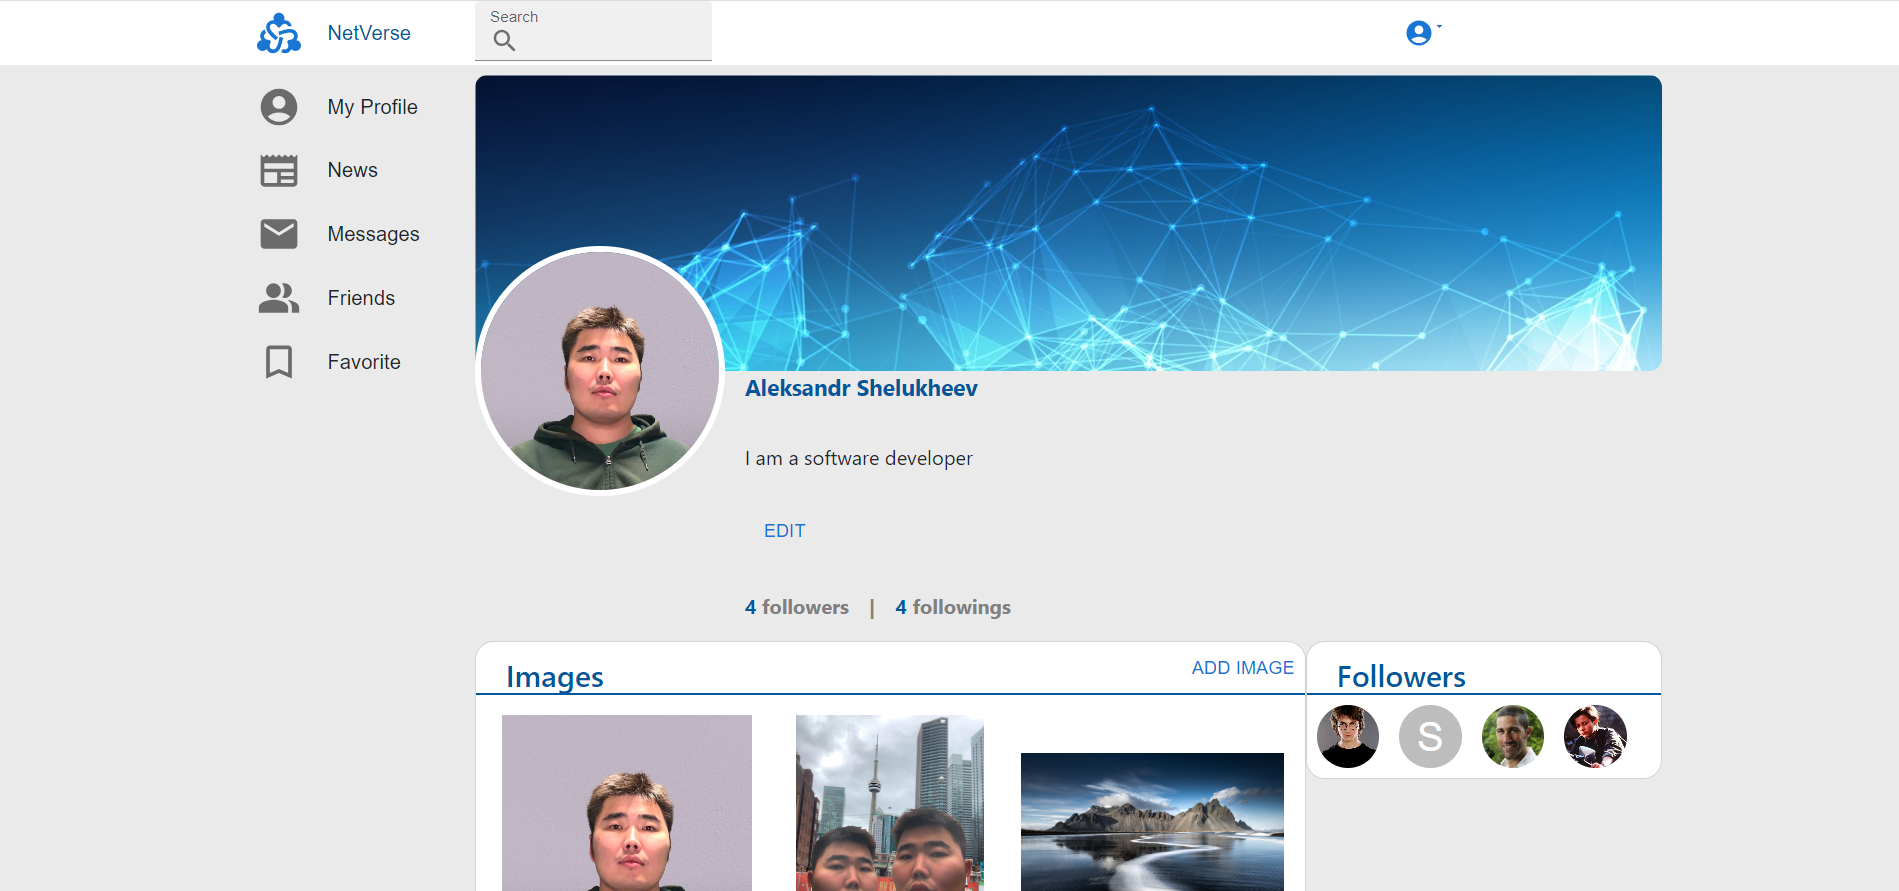 NetVerse
Search
My Profile
News
Messages
Friends
Favorite
Aleksandr Shelukheev
I am a software developer
EDIT
4 followers | 4 followings
Images
ADD IMAGE
Followers
S